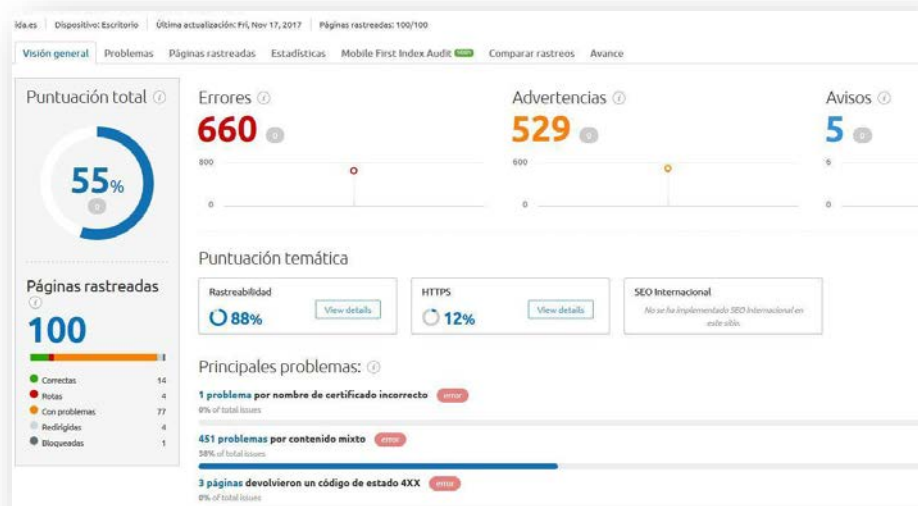 ida.es Dispositivo: Escritorio Última actualización: Fri, Nov 17, 2017 Páginas rastreadas: 100/100
Visión general Problemas Páginas rastreadas Estadísticas Mobile First Index Audit Comparar rastreos Avance
Puntuación total
55%
0
Páginas rastreadas
100
Correctas 14
Rotas 4
Con problemas 77
Redirigidas 4
Bloqueadas 1
Errores
660 0
800
0
Advertencias
529 0
600
0
Avisos
5 0
6
0
Puntuación temática
Rastreabilidad
88% View details
HTTPS
12% View details
SEO Internacional
No se ha implementado SEO Internacional en
este sitio.
Principales problemas:
1 problema por nombre de certificado incorrecto error
0% of total issues
451 problemas por contenido mixto error
58% of total issues
3 páginas devolvieron un código de estado 4XX error
0% of total issues